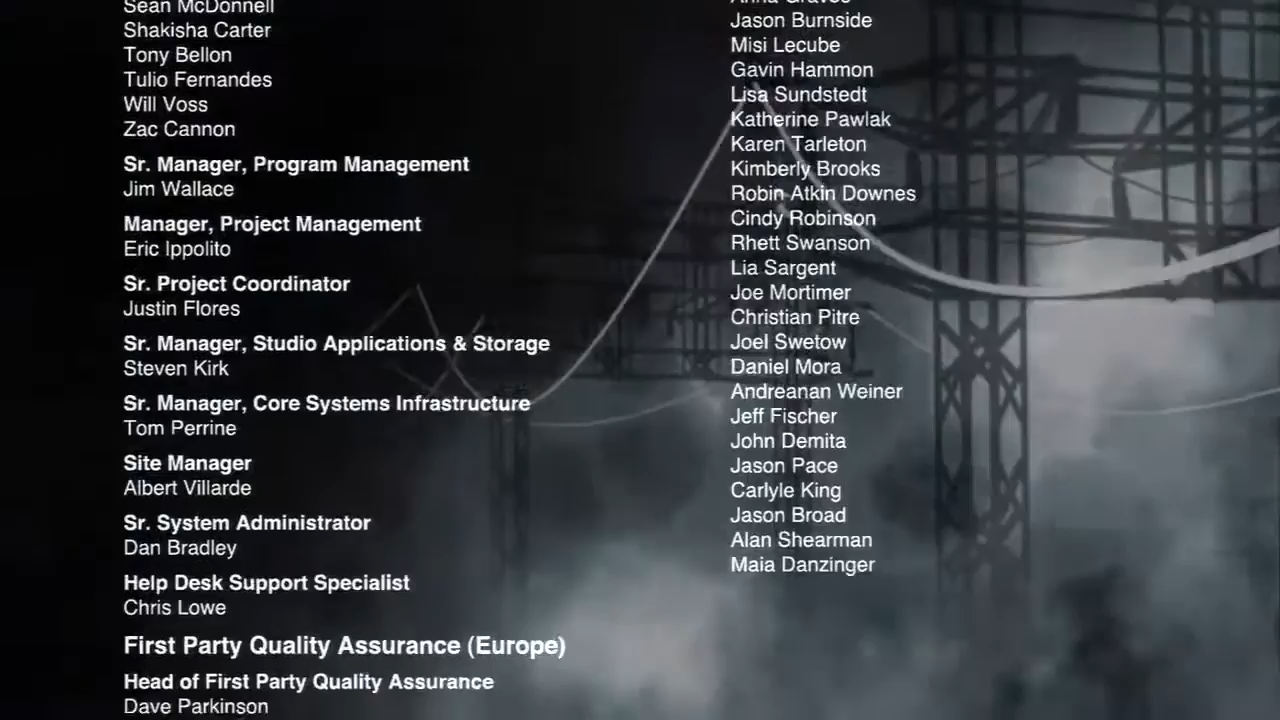 Sean McDonnell
Shakisha Carter
Tony Bellon
Tulio Fernandes
Will Voss
Zac Cannon
Sr. Manager, Program Management
Jim Wallace
Manager, Project Management
Eric Ippolito
Sr. Project Coordinator
Justin Flores
Sr. Manager, Studio Applications & Storage
Steven Kirk
Sr. Manager, Core Systems Infrastructure
Tom Perrine
Site Manager
Albert Villarde
Sr. System Administrator
Dan Bradley
Help Desk Support Specialist
Chris Lowe
First Party Quality Assurance (Europe)
Head of First Party Quality Assurance
Dave Parkinson
Jason Burnside
Misi Lecube
Gavin Hammon
Lisa Sundstedt
Katherine Pawlak
Karen Tarleton
Kimberly Brooks
Robin Atkin Downes
Cindy Robinson
Rhett Swanson
Lia Sargent
Joe Mortimer
Christian Pitre
Joel Swetow
Daniel Mora
Andreanan Weiner
Jeff Fischer
John Demita
Jason Pace
Carlyle King
Jason Broad
Alan Shearman
Maia Danzinger